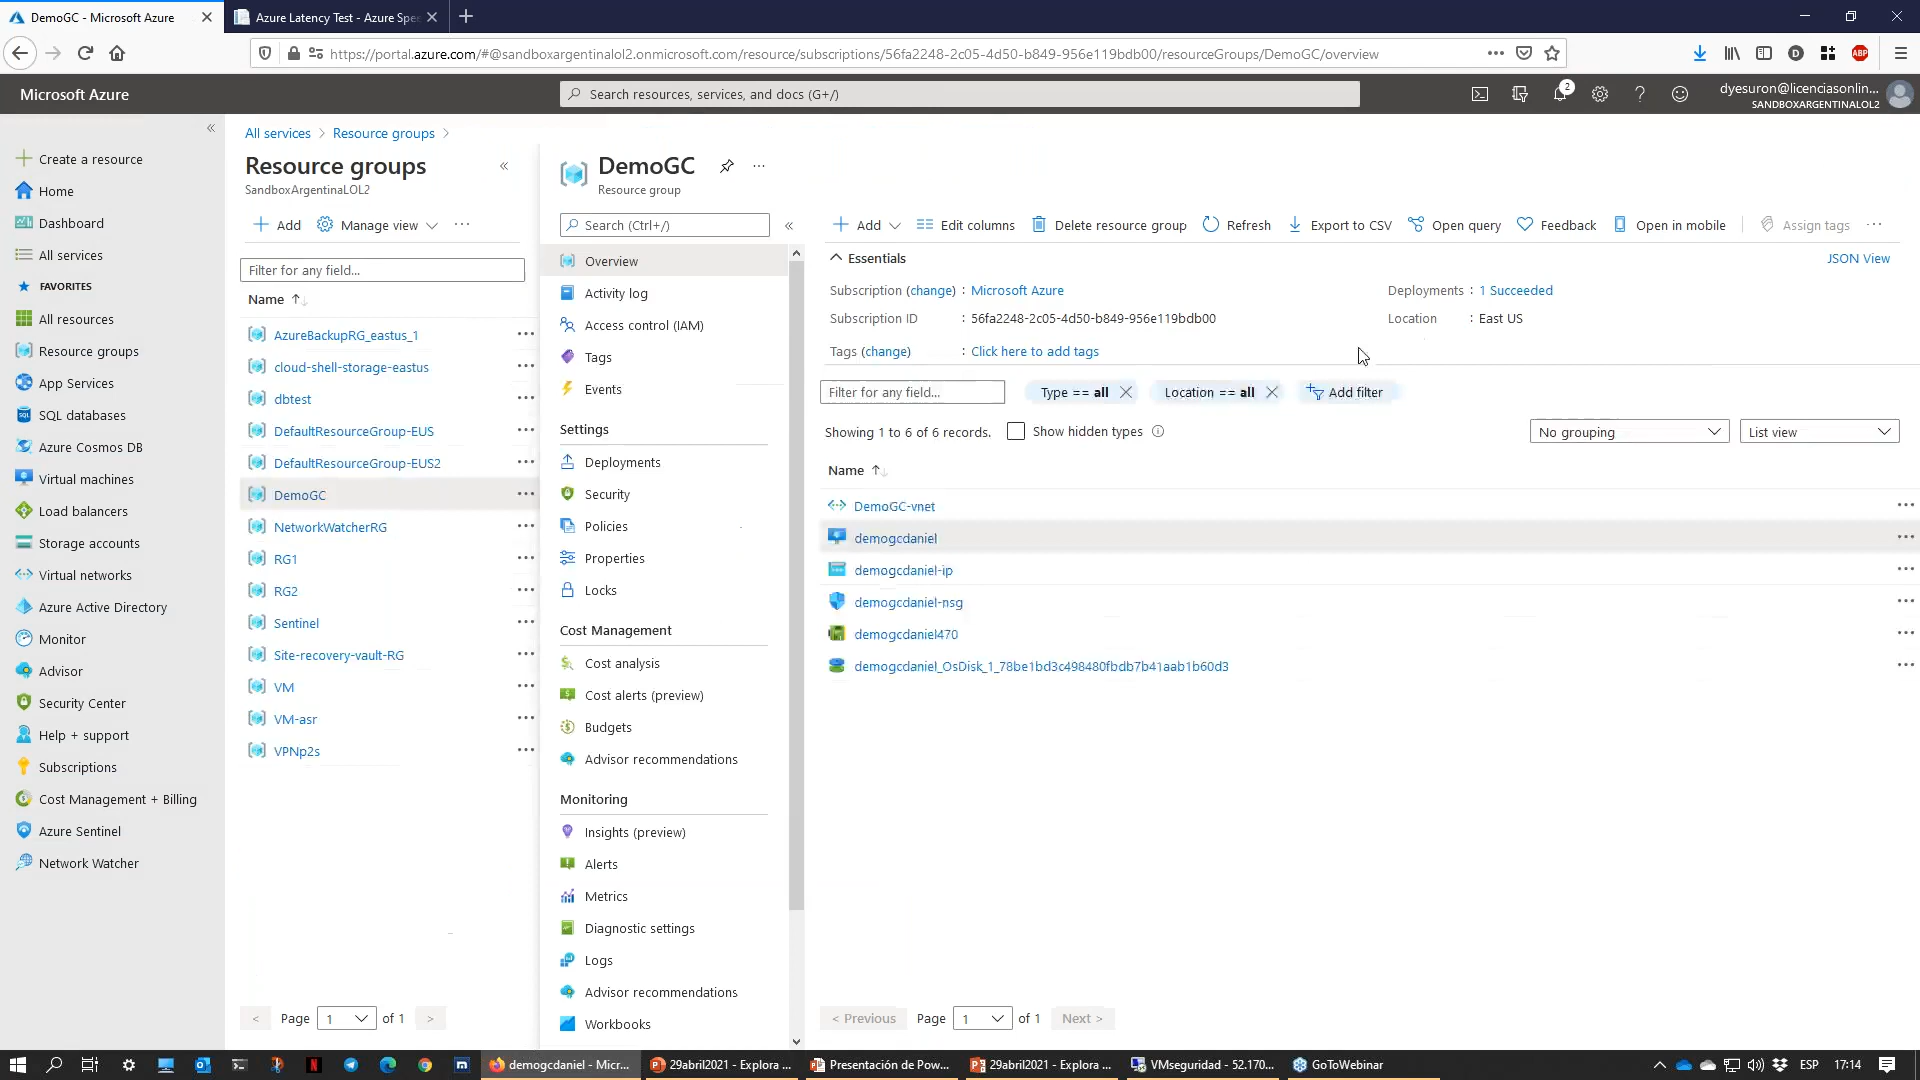 DemoGC - Microsoft Azure
Azure Latency Test - Azure Spe
https://portal.azure.com/#@sandboxargentinalol2.onmicrosoft.com/resource/subscriptions/56fa2248-2c05-4d50-b849-956e119bdb00/resourceGroups/DemoGC/overview
D
ABP
Microsoft Azure
Search resources, services, and docs (G+/)
2
dyesuron@licenciasonlin...
SANDBOXARGENTINALOL2
Create a resource
Home
Dashboard
All services
FAVORITES
All resources
Resource groups
App Services
SQL databases
Azure Cosmos DB
Virtual machines
Load balancers
Storage accounts
Virtual networks
Azure Active Directory
Monitor
Advisor
Security Center
Help + support
Subscriptions
Cost Management + Billing
Azure Sentinel
Network Watcher
All services > Resource groups >
Resource groups
SandboxArgentinaLOL2
Add Manage view ...
Filter for any field...
Name
AzureBackupRG_eastus_1
cloud-shell-storage-eastus
dbtest
DefaultResourceGroup-EUS
DefaultResourceGroup-EUS2
DemoGC
NetworkWatcherRG
RG1
RG2
Sentinel
Site-recovery-vault-RG
VM
VM-asr
VPNp2s
< Page 1 of 1 >
DemoGC
Resource group
Search (Ctrl+/)
Overview
Activity log
Access control (IAM)
Tags
Events
Settings
Deployments
Security
Policies
Properties
Locks
Cost Management
Cost analysis
Cost alerts (preview)
Budgets
Advisor recommendations
Monitoring
Insights (preview)
Alerts
Metrics
Diagnostic settings
Logs
Advisor recommendations
Workbooks
Add Edit columns Delete resource group Refresh Export to CSV Open query Feedback Open in mobile Assign tags ...
Essentials
JSON View
Subscription (change) : Microsoft Azure
Deployments : 1 Succeeded
Subscription ID : 56fa2248-2c05-4d50-b849-956e119bdb00
Location : East US
Tags (change) : Click here to add tags
Filter for any field...
Type == all
Location == all
Add filter
Showing 1 to 6 of 6 records.
Show hidden types
No grouping
List view
Name
DemoGC-vnet
demogcdaniel
demogcdaniel-ip
demogcdaniel-nsg
demogcdaniel470
demogcdaniel_OsDisk_1_78be1bd3c498480fbdb7b41aab1b60d3
< Previous Page 1 of 1 Next >
demogcdaniel - Micr...
29abril2021 - Explora ...
Presentación de Pow...
29abril2021 - Explora ...
VMseguridad - 52.170...
GoToWebinar
ESP
17:14